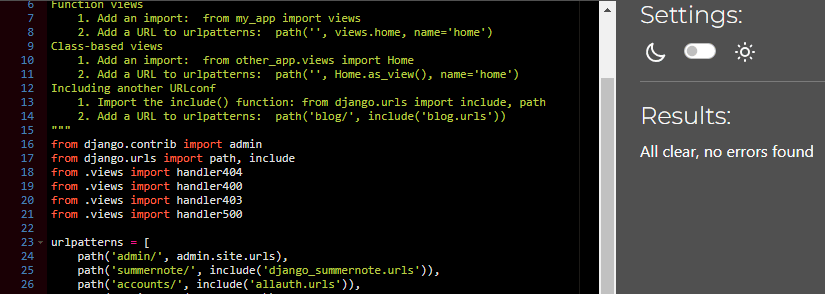 6 Function views
7     1. Add an import:  from my_app import views
8     2. Add a URL to urlpatterns:  path('', views.home, name='home')
9 Class-based views
10     1. Add an import:  from other_app.views import Home
11     2. Add a URL to urlpatterns:  path('', Home.as_view(), name='home')
12 Including another URLconf
13     1. Import the include() function: from django.urls import include, path
14     2. Add a URL to urlpatterns:  path('blog/', include('blog.urls'))
15 """
16 from django.contrib import admin
17 from django.urls import path, include
18 from .views import handler404
19 from .views import handler400
20 from .views import handler403
21 from .views import handler500
22
23 urlpatterns = [
24     path('admin/', admin.site.urls),
25     path('summernote/', include('django_summernote.urls')),
26     path('accounts/', include('allauth.urls')),
Settings:
Results:
All clear, no errors found